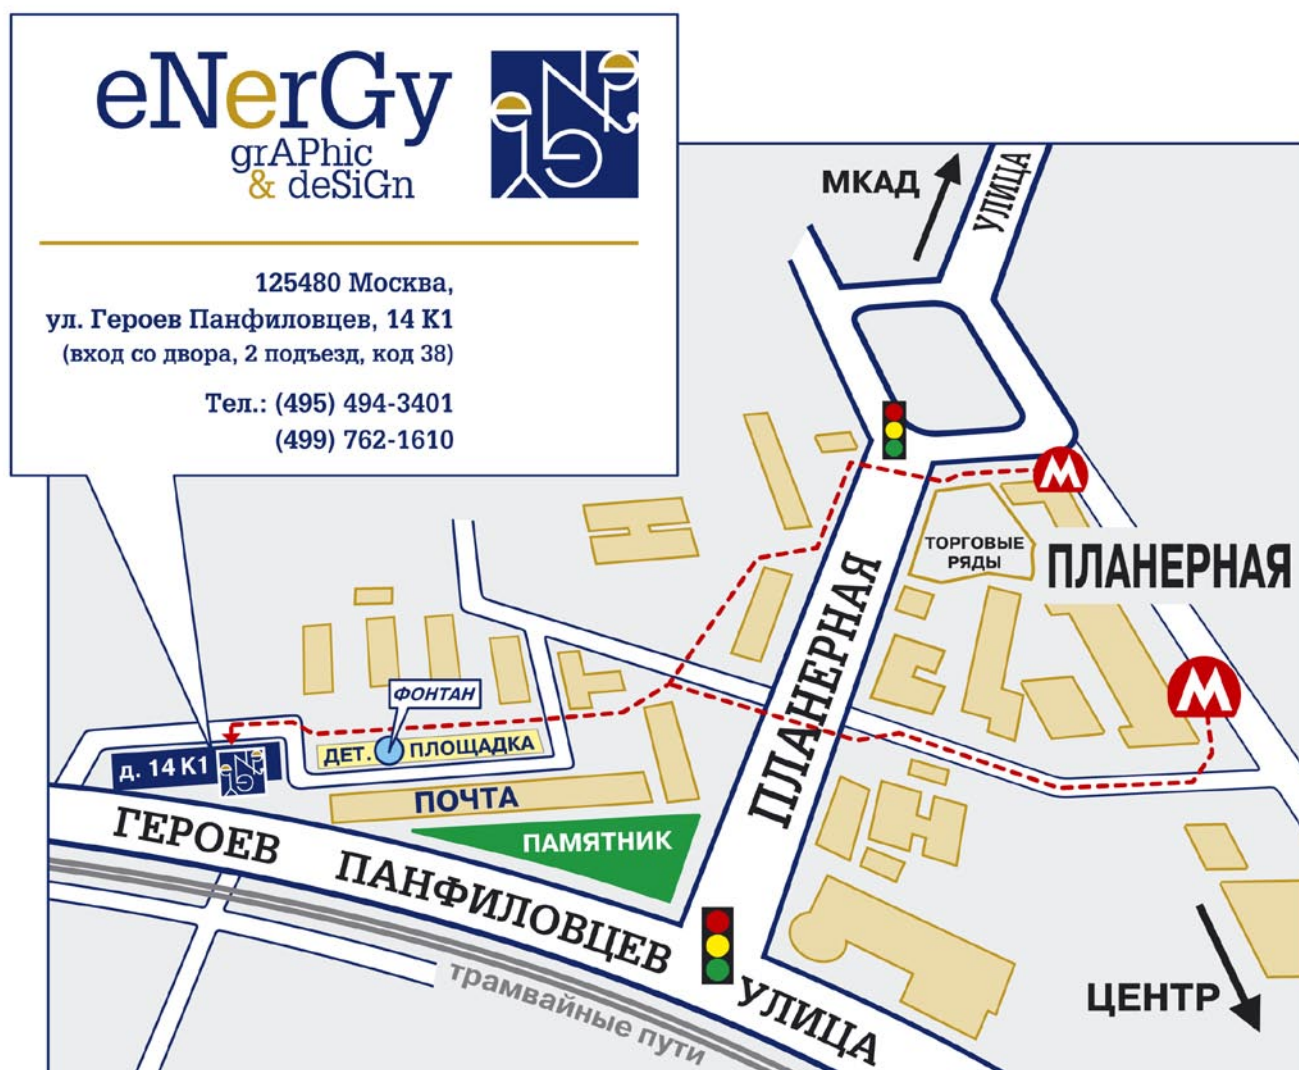 eNerGy
grAPhic
& deSiGn
125480 Москва,
ул. Героев Панфиловцев, 14 К1
(вход со двора, 2 подъезд, код 38)
Тел.: (495) 494-3401
(499) 762-1610
МКАД
УЛИЦА
ТОРГОВЫЕ
РЯДЫ
ПЛАНЕРНАЯ
ПЛАНЕРНАЯ
М
М
ФОНТАН
ДЕТ. ПЛОЩАДКА
д. 14 К1
ПОЧТА
ПАМЯТНИК
ГЕРОЕВ ПАНФИЛОВЦЕВ УЛИЦА
трамвайные пути
ЦЕНТР